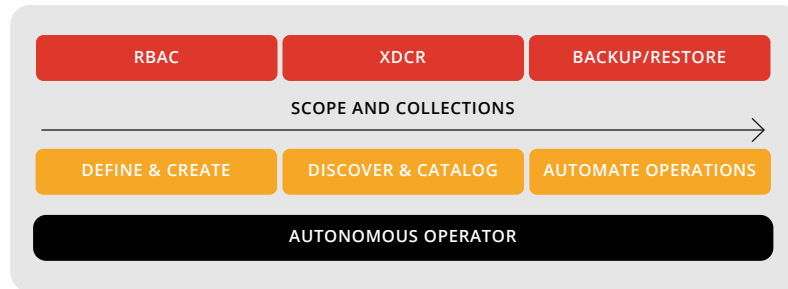 RBAC
XDCR
BACKUP/RESTORE
SCOPE AND COLLECTIONS
DEFINE & CREATE
DISCOVER & CATALOG
AUTOMATE OPERATIONS
AUTONOMOUS OPERATOR